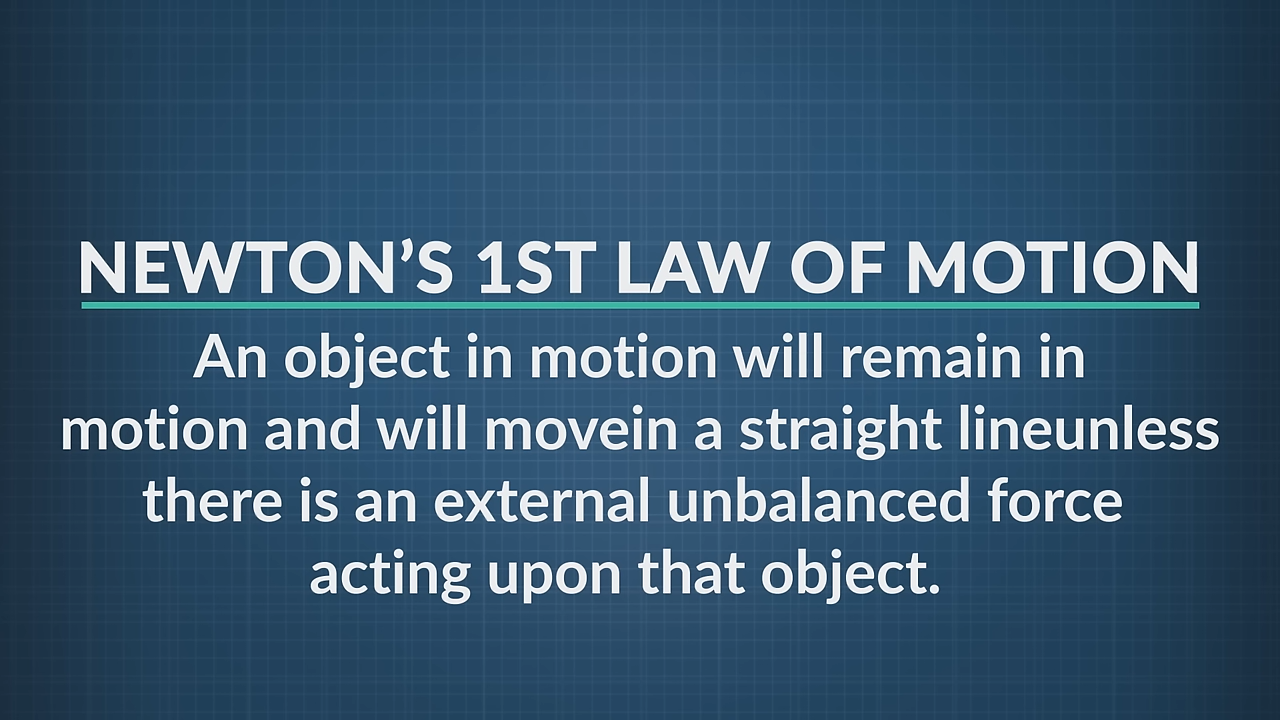 NEWTON’S 1ST LAW OF MOTION
An object in motion will remain in
motion and will movein a straight lineunless
there is an external unbalanced force
acting upon that object.